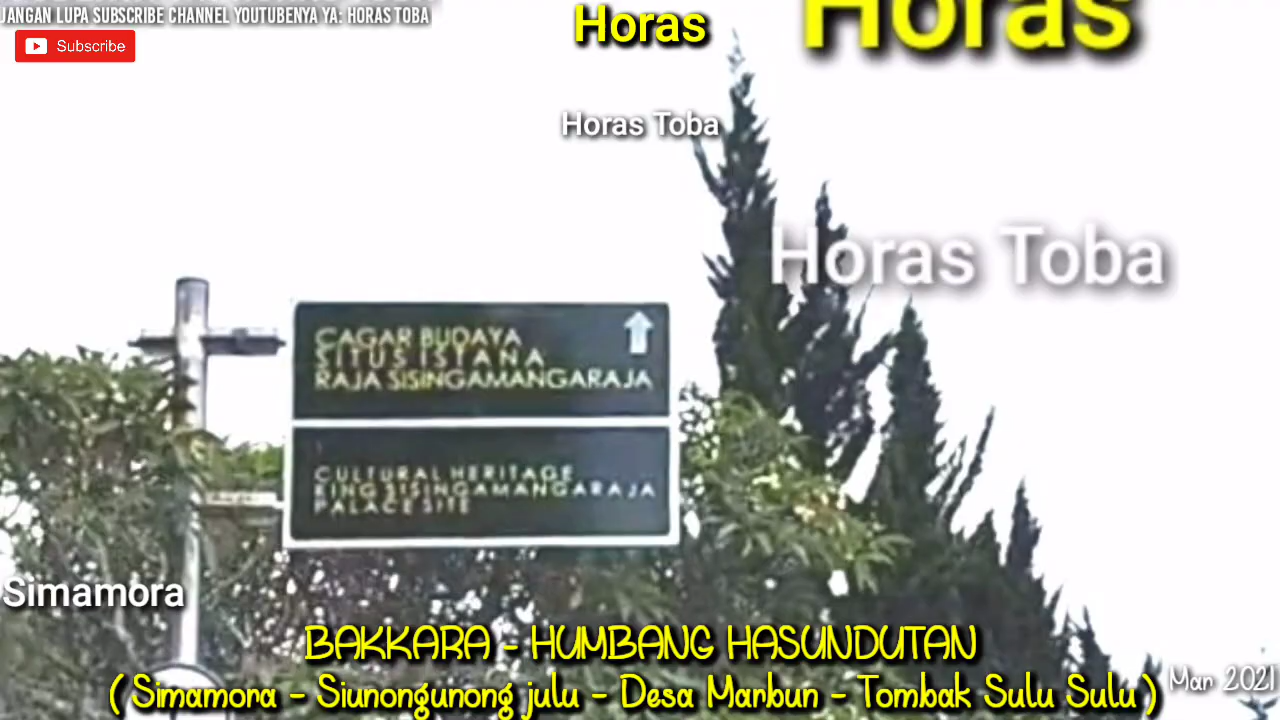 JANGAN LUPA SUBSCRIBE CHANNEL YOUTUBENYA YA: HORAS TOBA
Subscribe
Horas
Horas
Horas Toba
Horas Toba
CAGAR BUDAYA
SITUS ISTANA
RAJA SISINGAMANGARAJA
CULTURAL HERITAGE
KING SISINGAMANGARAJA
PALACE SITE
Simamora
BAKKARA - HUMBANG HASUNDUTAN
( Simamora - Siunongunong julu - Desa Marbun - Tombak Sulu Sulu )
Mar 2021